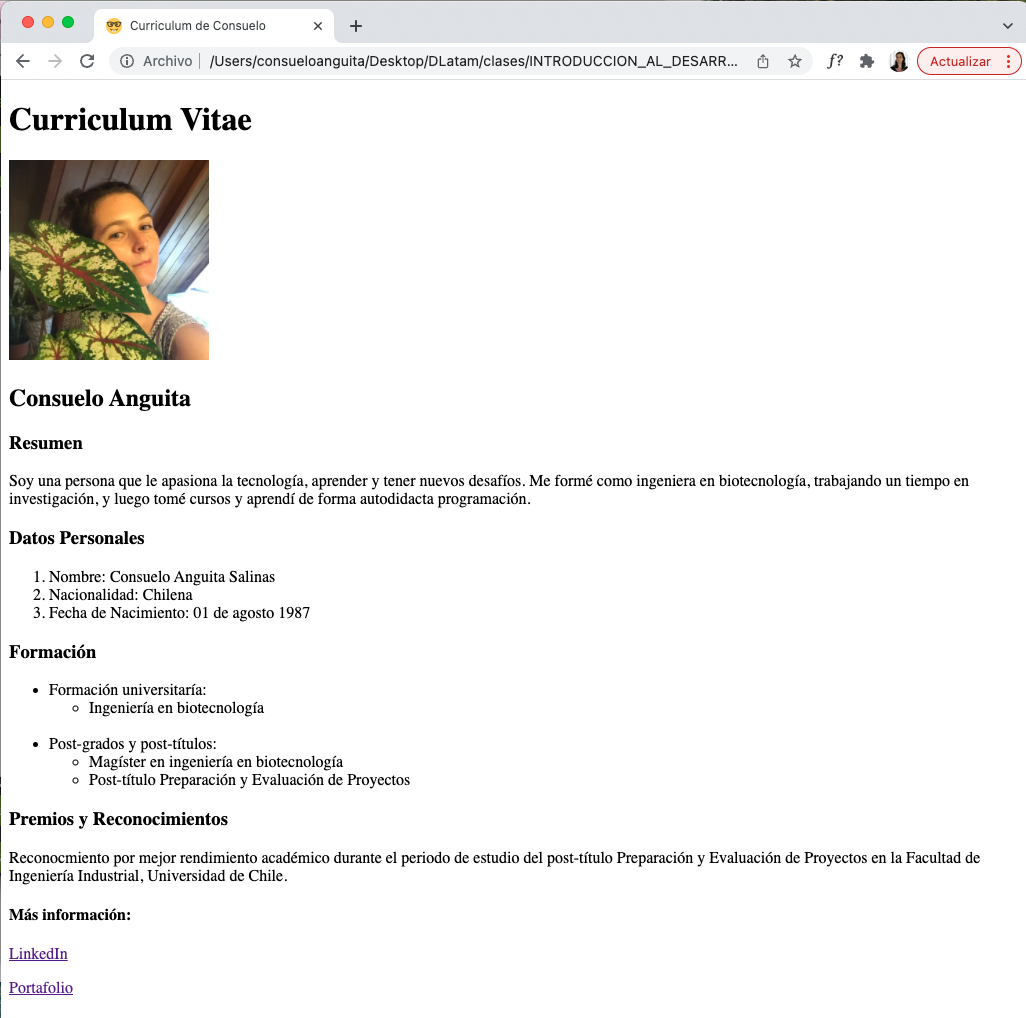 Curriculum de Consuelo
Archivo /Users/consueloanguita/Desktop/DLatam/clases/INTRODUCCION_AL_DESARR... f? Actualizar
Curriculum Vitae
Consuelo Anguita
Resumen
Soy una persona que le apasiona la tecnología, aprender y tener nuevos desafíos. Me formé como ingeniera en biotecnología, trabajando un tiempo en
investigación, y luego tomé cursos y aprendí de forma autodidacta programación.
Datos Personales
1. Nombre: Consuelo Anguita Salinas
2. Nacionalidad: Chilena
3. Fecha de Nacimiento: 01 de agosto 1987
Formación
• Formación universitaría:
◦ Ingeniería en biotecnología
• Post-grados y post-títulos:
◦ Magíster en ingeniería en biotecnología
◦ Post-título Preparación y Evaluación de Proyectos
Premios y Reconocimientos
Reconocmiento por mejor rendimiento académico durante el periodo de estudio del post-título Preparación y Evaluación de Proyectos en la Facultad de
Ingeniería Industrial, Universidad de Chile.
Más información:
LinkedIn
Portafolio